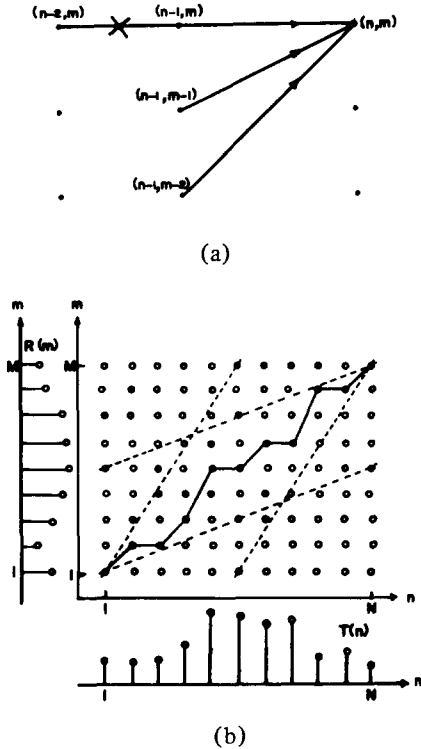 (n-2,m) (n-1,m) (n,m)
(n-1,m-1)
(n-1,m-2)
(a)
m m
M R(m) M
1 1
n
1 N
T(n)
n
1 N
(b)